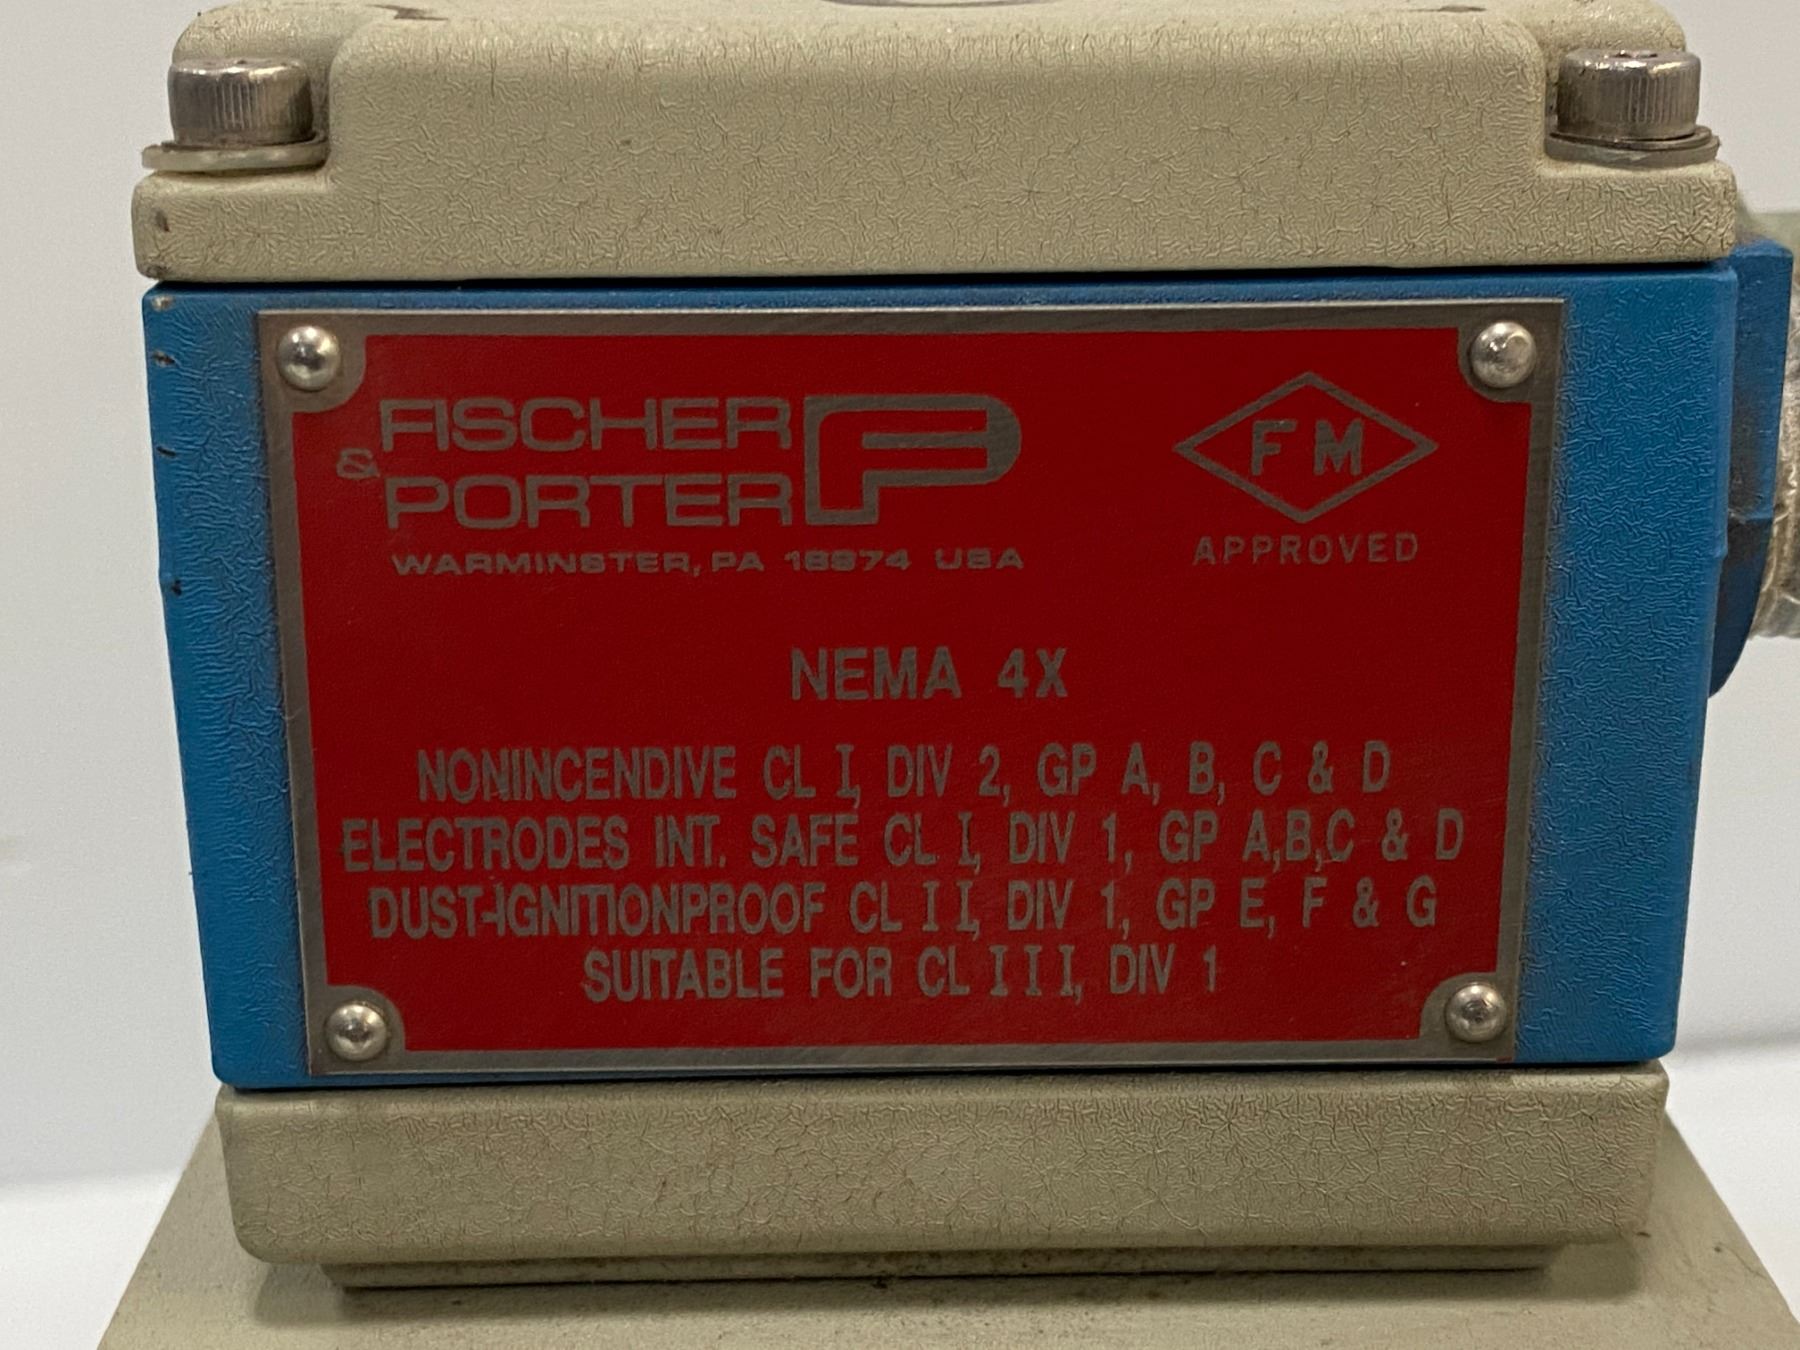 FISCHER
& PORTER
WARMINSTER, PA 18974 USA
FM
APPROVED
NEMA 4X
NONINCENDIVE CL I, DIV 2, GP A, B, C & D
ELECTRODES INT. SAFE CL I, DIV 1, GP A,B,C & D
DUST-IGNITIONPROOF CL II, DIV 1, GP E, F & G
SUITABLE FOR CL III, DIV 1